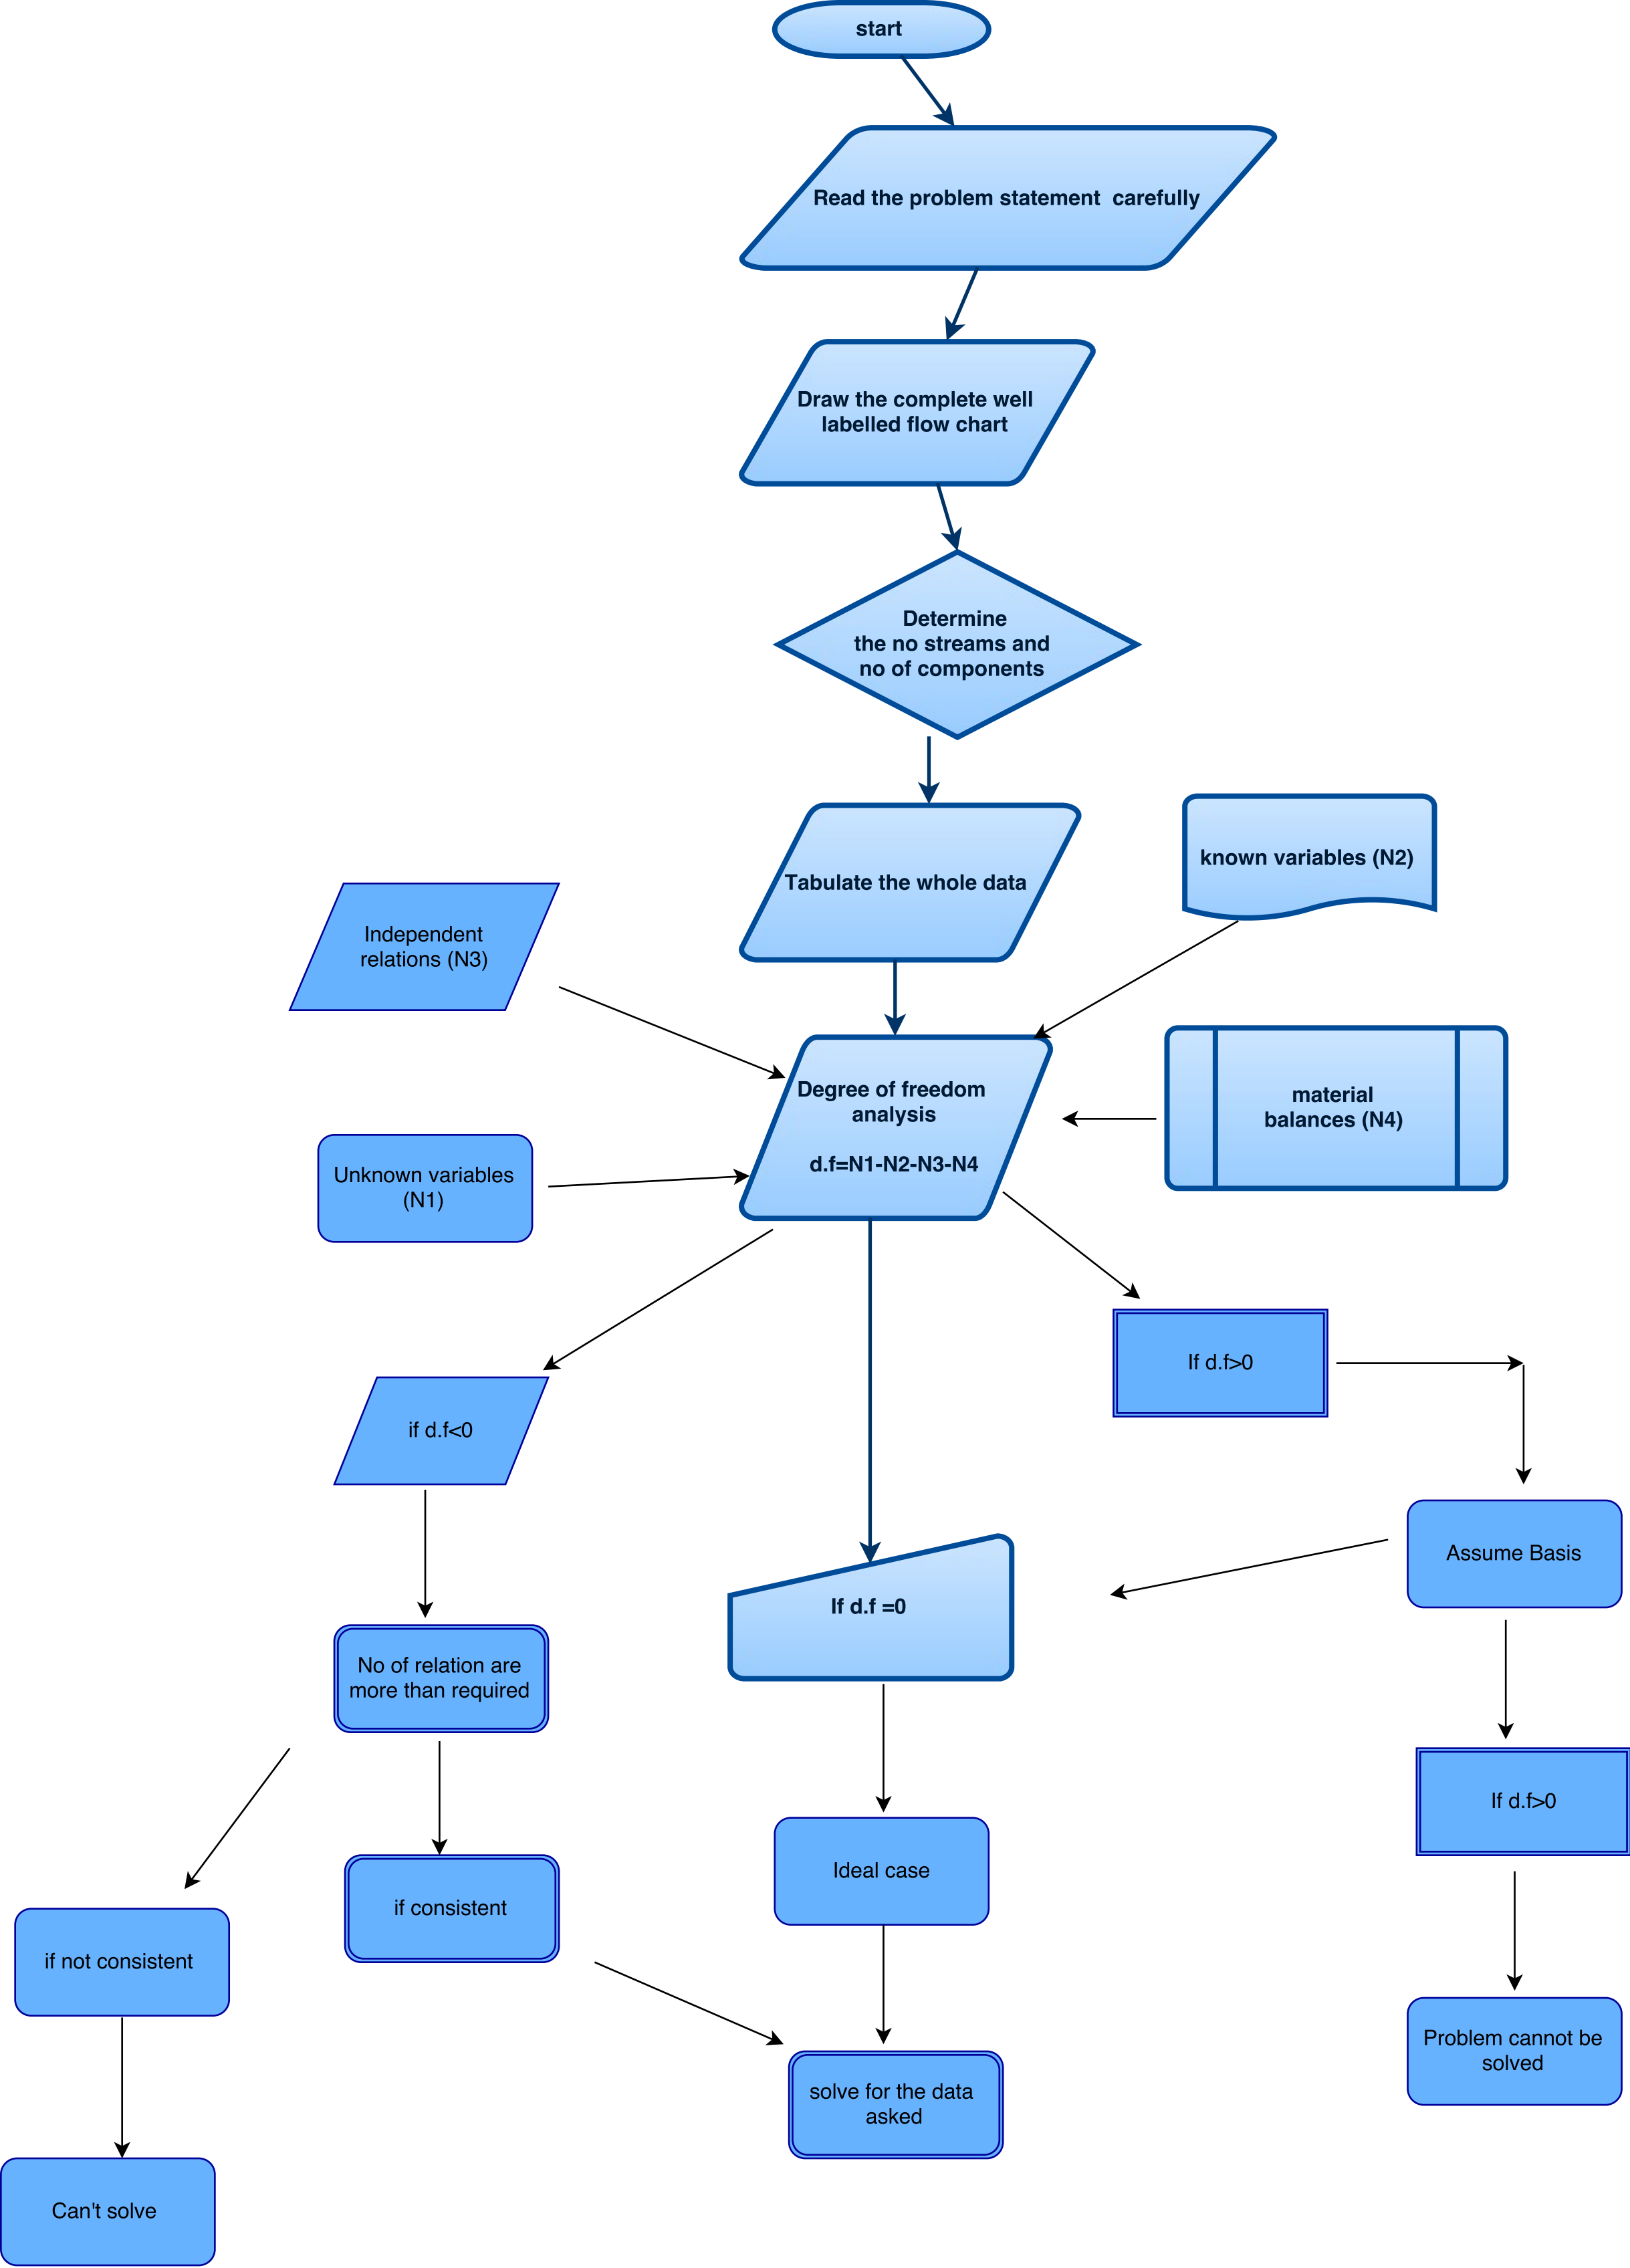 start
Read the problem statement  carefully
Draw the complete well
labelled flow chart
Determine
the no streams and
no of components
Tabulate the whole data
known variables (N2)
Independent
relations (N3)
Degree of freedom
analysis
d.f=N1-N2-N3-N4
material
balances (N4)
Unknown variables
(N1)
If d.f>0
if d.f<0
Assume Basis
If d.f =0
No of relation are
more than required
If d.f>0
Ideal case
if consistent
if not consistent
Problem cannot be
solved
solve for the data
asked
Can't solve